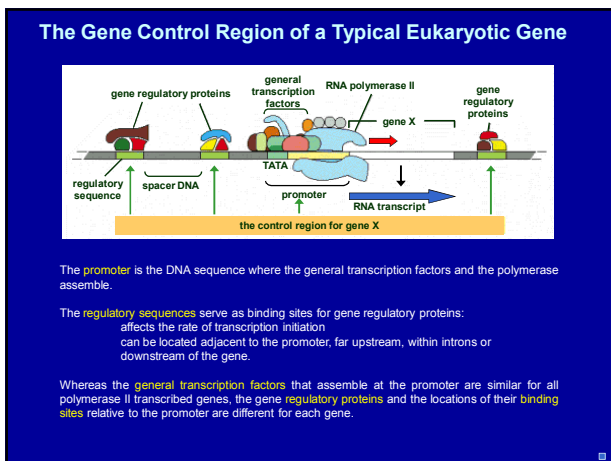 The Gene Control Region of a Typical Eukaryotic Gene
gene regulatory proteins
general
transcription
factors
RNA polymerase II
gene
regulatory
proteins
gene X
TATA
regulatory
sequence
spacer DNA
promoter
RNA transcript
the control region for gene X
The promoter is the DNA sequence where the general transcription factors and the polymerase
assemble.
The regulatory sequences serve as binding sites for gene regulatory proteins:
affects the rate of transcription initiation
can be located adjacent to the promoter, far upstream, within introns or
downstream of the gene.
Whereas the general transcription factors that assemble at the promoter are similar for all
polymerase II transcribed genes, the gene regulatory proteins and the locations of their binding
sites relative to the promoter are different for each gene.